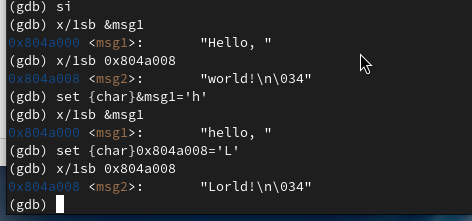 (gdb) si
(gdb) x/1sb &msg1
0x804a000 <msg1>:       "Hello, "
(gdb) x/1sb 0x804a008
0x804a008 <msg2>:       "world!\n\034"
(gdb) set {char}&msg1='h'
(gdb) x/1sb &msg1
0x804a000 <msg1>:       "hello, "
(gdb) set {char}0x804a008='L'
(gdb) x/1sb 0x804a008
0x804a008 <msg2>:       "Lorld!\n\034"
(gdb)